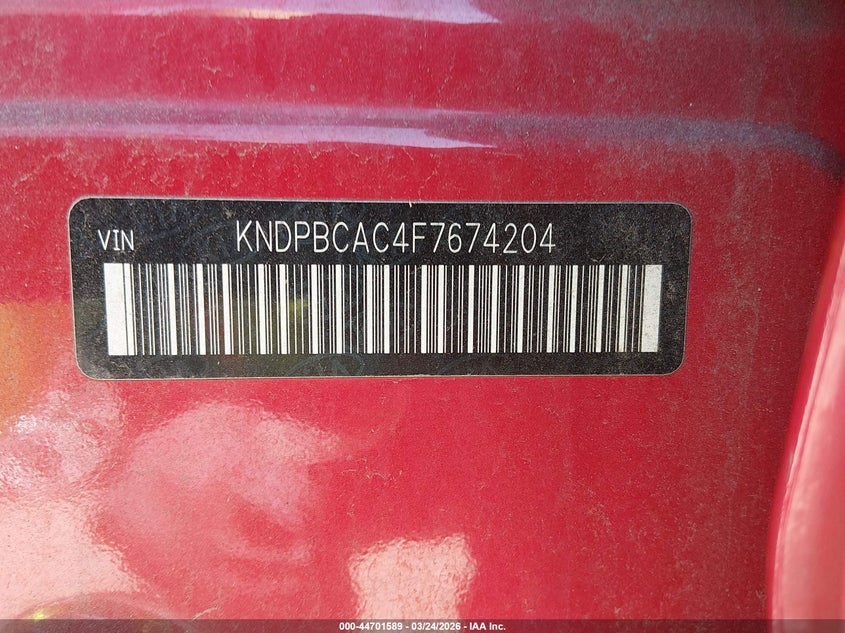 VIN KNDPBCAC4F7674204
000-44701589 - 03/24/2026 - IAA Inc.